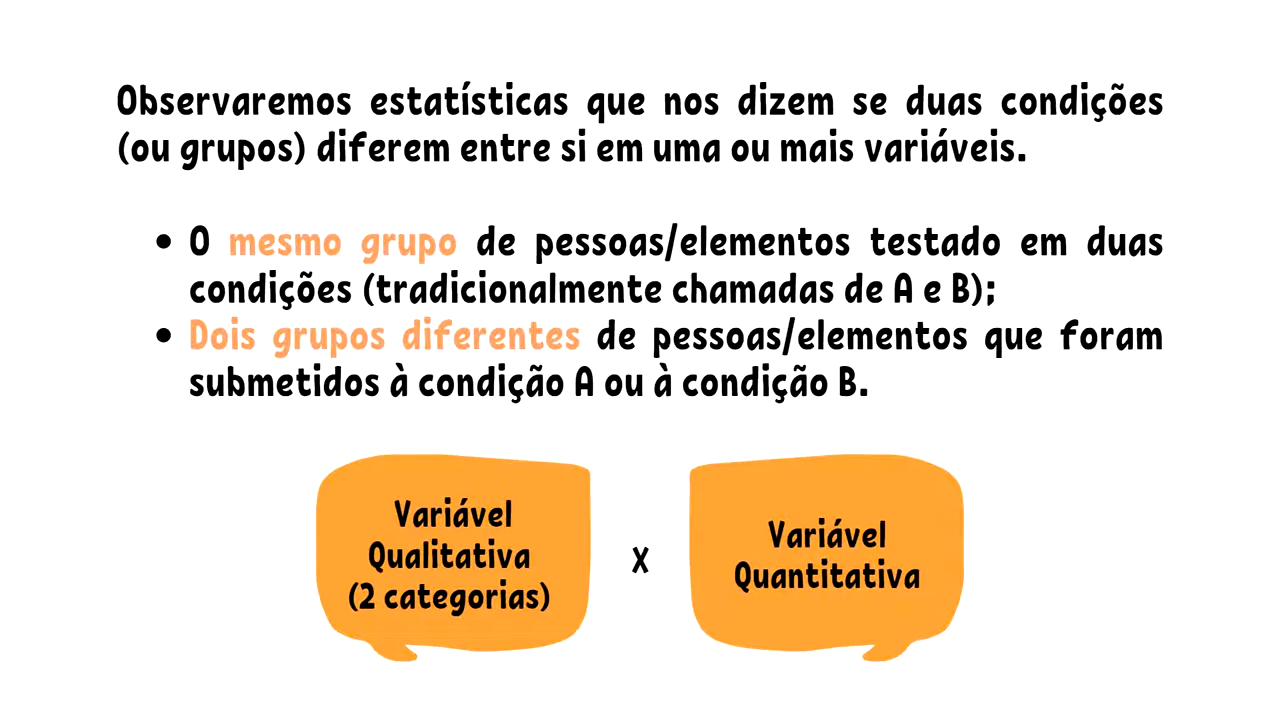 Observaremos estatísticas que nos dizem se duas condições
(ou grupos) diferem entre si em uma ou mais variáveis.
• O mesmo grupo de pessoas/elementos testado em duas
condições (tradicionalmente chamadas de A e B);
• Dois grupos diferentes de pessoas/elementos que foram
submetidos à condição A ou à condição B.
Variável
Qualitativa
(2 categorias)
X
Variável
Quantitativa